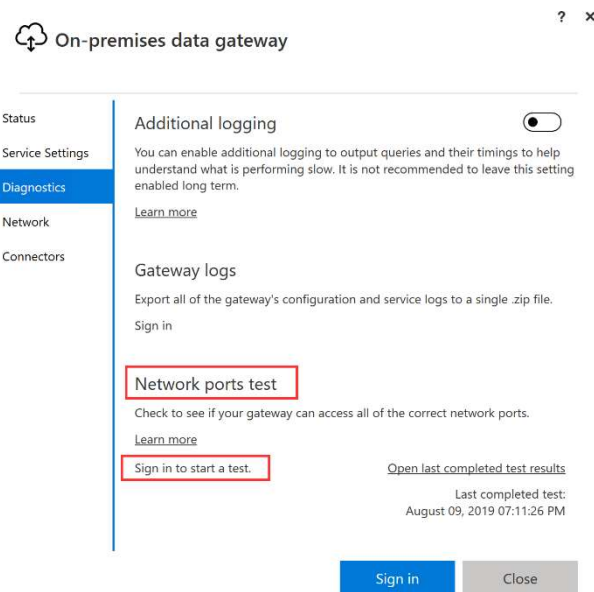 ? ×
On-premises data gateway
Status
Service Settings
Diagnostics
Network
Connectors
Additional logging
You can enable additional logging to output queries and their timings to help
understand what is performing slow. It is not recommended to leave this setting
enabled long term.
Learn more
Gateway logs
Export all of the gateway's configuration and service logs to a single .zip file.
Sign in
Network ports test
Check to see if your gateway can access all of the correct network ports.
Learn more
Sign in to start a test.
Open last completed test results
Last completed test:
August 09, 2019 07:11:26 PM
Sign in
Close